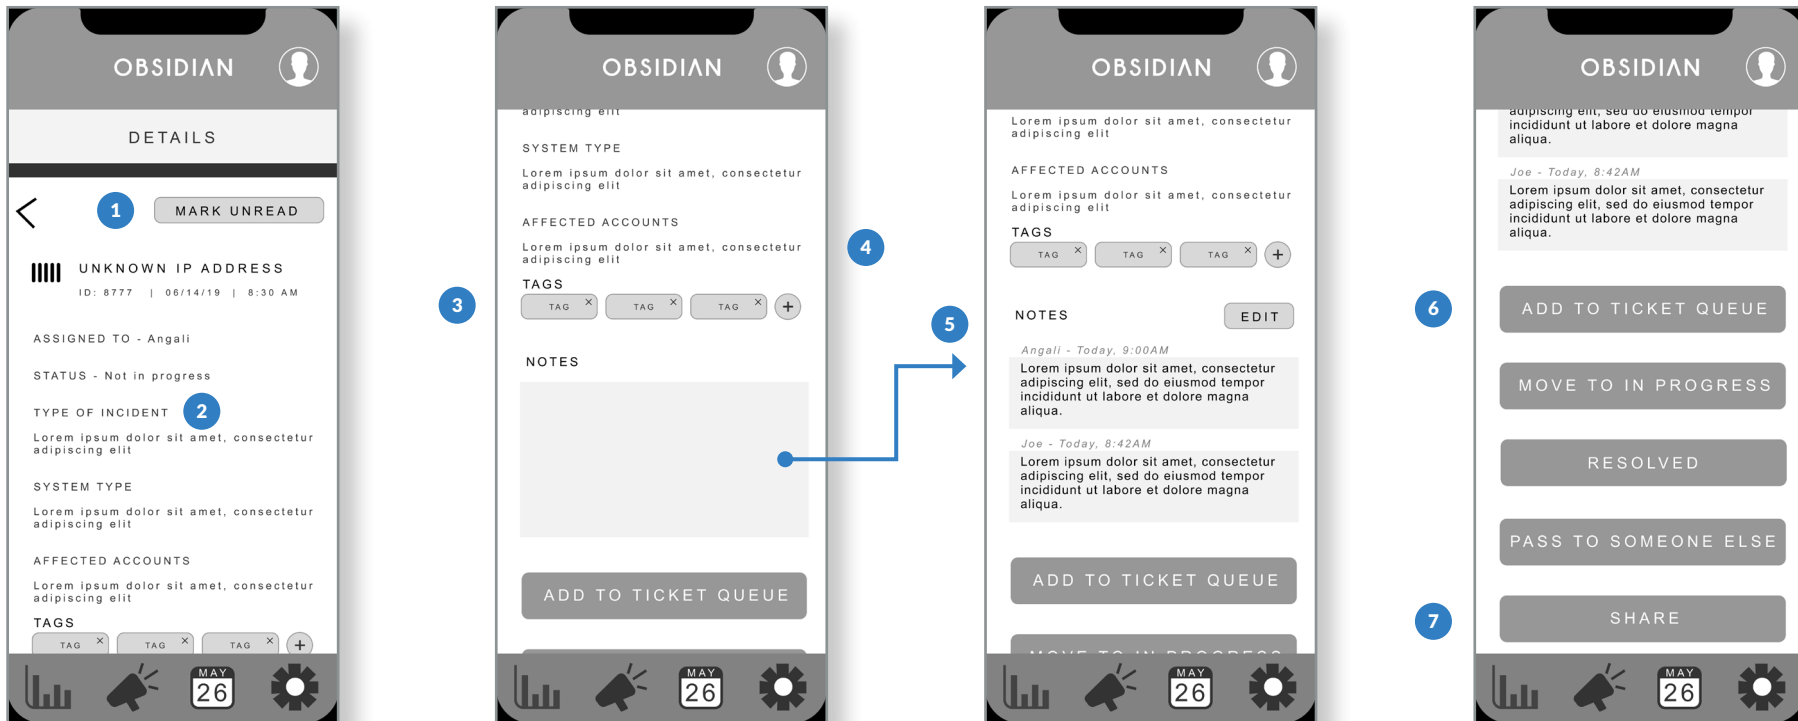 OBSIDIAN
DETAILS
1
MARK UNREAD
UNKNOWN IP ADDRESS
ID: 8777 | 06/14/19 | 8:30 AM
ASSIGNED TO - Angali
STATUS - Not in progress
TYPE OF INCIDENT
2
Lorem ipsum dolor sit amet, consectetur
adipiscing elit
SYSTEM TYPE
Lorem ipsum dolor sit amet, consectetur
adipiscing elit
AFFECTED ACCOUNTS
Lorem ipsum dolor sit amet, consectetur
adipiscing elit
TAGS
TAG × TAG × TAG × +
MAY
26
OBSIDIAN
adipiscing elit
SYSTEM TYPE
Lorem ipsum dolor sit amet, consectetur
adipiscing elit
AFFECTED ACCOUNTS
Lorem ipsum dolor sit amet, consectetur
adipiscing elit
4
TAGS
3
TAG × TAG × TAG × +
NOTES
ADD TO TICKET QUEUE
MAY
26
OBSIDIAN
Lorem ipsum dolor sit amet, consectetur
adipiscing elit
AFFECTED ACCOUNTS
Lorem ipsum dolor sit amet, consectetur
adipiscing elit
TAGS
TAG × TAG × TAG × +
5
NOTES
EDIT
Angali - Today, 9:00AM
Lorem ipsum dolor sit amet, consectetur
adipiscing elit, sed do eiusmod tempor
incididunt ut labore et dolore magna
aliqua.
Joe - Today, 8:42AM
Lorem ipsum dolor sit amet, consectetur
adipiscing elit, sed do eiusmod tempor
incididunt ut labore et dolore magna
aliqua.
ADD TO TICKET QUEUE
MOVE TO IN PROGRESS
MAY
26
OBSIDIAN
adipiscing elit, sed do eiusmod tempor
incididunt ut labore et dolore magna
aliqua.
Joe - Today, 8:42AM
Lorem ipsum dolor sit amet, consectetur
adipiscing elit, sed do eiusmod tempor
incididunt ut labore et dolore magna
aliqua.
6
ADD TO TICKET QUEUE
MOVE TO IN PROGRESS
RESOLVED
PASS TO SOMEONE ELSE
7
SHARE
MAY
26